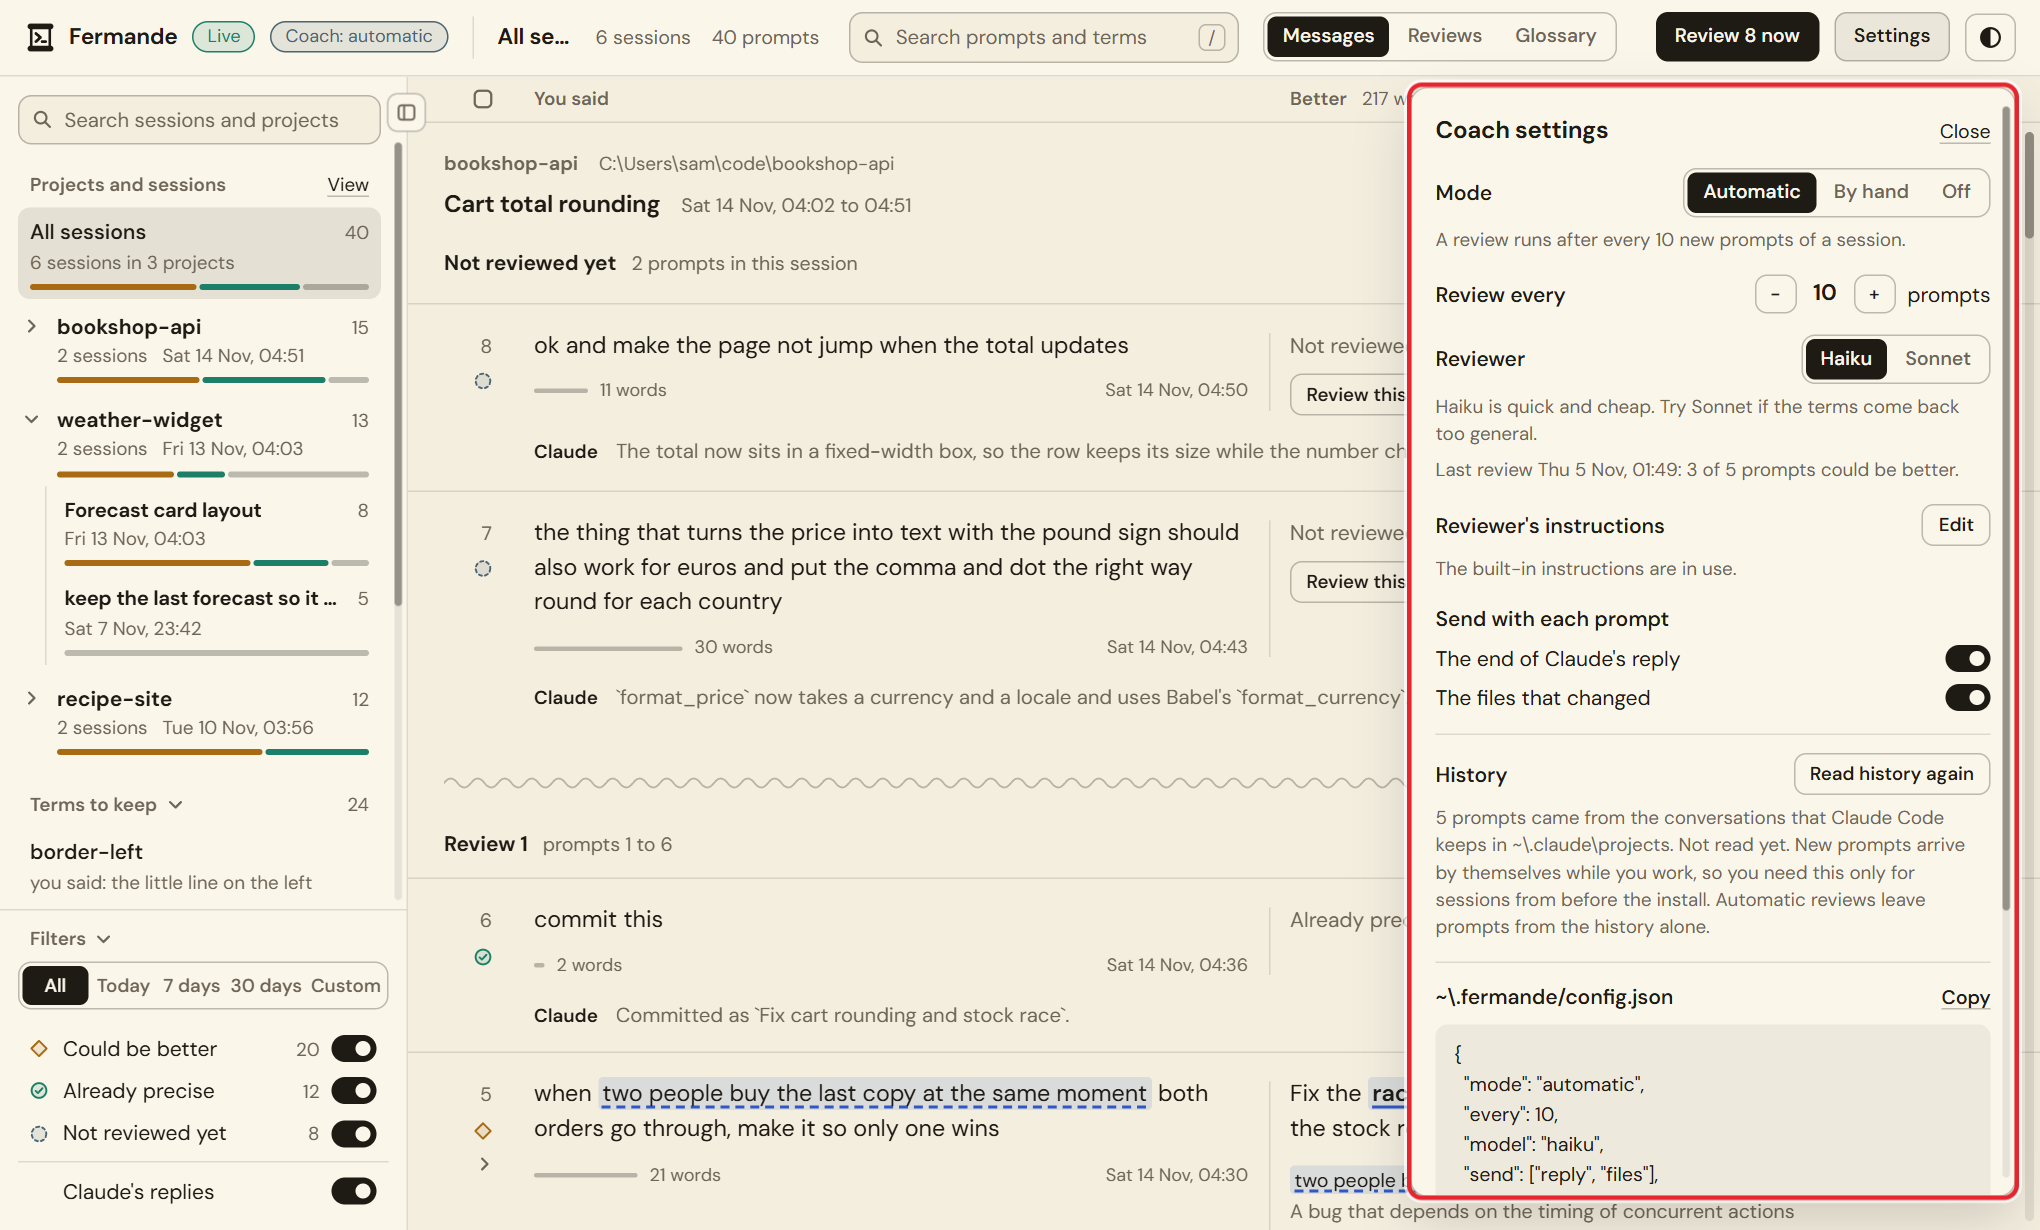 Fermande
Live
Coach: automatic
All se...
6 sessions
40 prompts
Search prompts and terms
/
Messages
Reviews
Glossary
Review 8 now
Settings
Search sessions and projects
Projects and sessions
View
All sessions
40
6 sessions in 3 projects
bookshop-api
15
2 sessions
Sat 14 Nov, 04:51
weather-widget
13
2 sessions
Fri 13 Nov, 04:03
Forecast card layout
8
Fri 13 Nov, 04:03
keep the last forecast so it ...
5
Sat 7 Nov, 23:42
recipe-site
12
2 sessions
Tue 10 Nov, 03:56
Terms to keep
24
border-left
you said: the little line on the left
Filters
All
Today
7 days
30 days
Custom
Could be better
20
Already precise
12
Not reviewed yet
8
Claude's replies
You said
Better
217 w
bookshop-api
C:\Users\sam\code\bookshop-api
Cart total rounding
Sat 14 Nov, 04:02 to 04:51
Not reviewed yet
2 prompts in this session
8
ok and make the page not jump when the total updates
11 words
Sat 14 Nov, 04:50
Not reviewe
Review this
Claude
The total now sits in a fixed-width box, so the row keeps its size while the number ch
7
the thing that turns the price into text with the pound sign should
also work for euros and put the comma and dot the right way
round for each country
30 words
Sat 14 Nov, 04:43
Not reviewe
Review this
Claude
`format_price` now takes a currency and a locale and uses Babel's `format_currency`
Review 1
prompts 1 to 6
6
commit this
2 words
Sat 14 Nov, 04:36
Already prec
Claude
Committed as `Fix cart rounding and stock race`.
5
when two people buy the last copy at the same moment both
orders go through, make it so only one wins
21 words
Sat 14 Nov, 04:30
Fix the rac
the stock r
two people b
A bug that depends on the timing of concurrent actions
Coach settings
Close
Mode
Automatic
By hand
Off
A review runs after every 10 new prompts of a session.
Review every
-
10
+
prompts
Reviewer
Haiku
Sonnet
Haiku is quick and cheap. Try Sonnet if the terms come back
too general.
Last review Thu 5 Nov, 01:49: 3 of 5 prompts could be better.
Reviewer's instructions
Edit
The built-in instructions are in use.
Send with each prompt
The end of Claude's reply
The files that changed
History
Read history again
5 prompts came from the conversations that Claude Code
keeps in ~\.claude\projects. Not read yet. New prompts arrive
by themselves while you work, so you need this only for
sessions from before the install. Automatic reviews leave
prompts from the history alone.
~\.fermande/config.json
Copy
{
"mode": "automatic",
"every": 10,
"model": "haiku",
"send": ["reply", "files"],